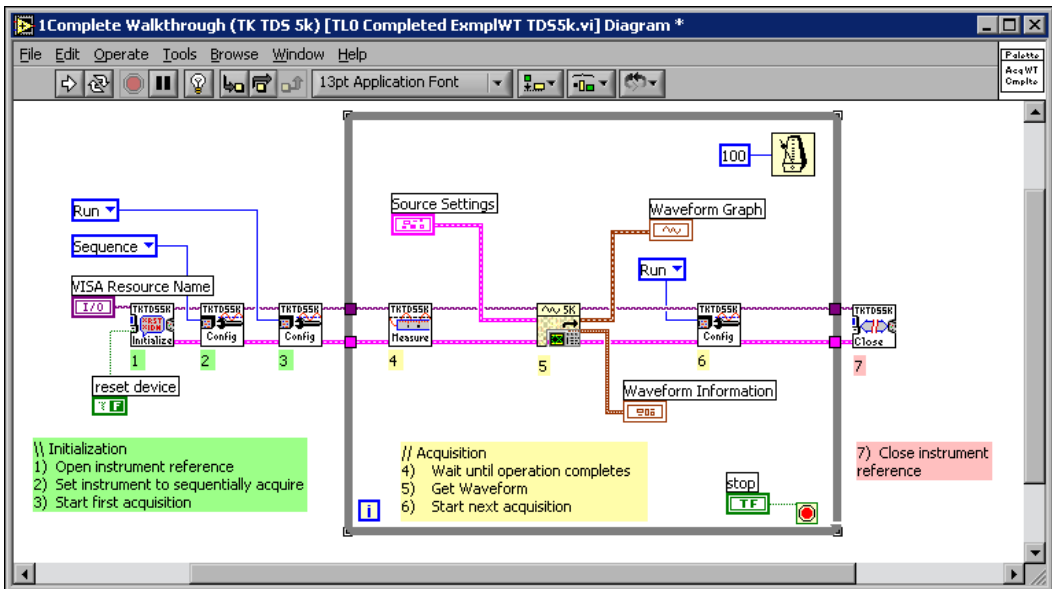 1Complete Walkthrough (TK TDS 5k) [TL0 Completed ExmplWT TDS5k.vi] Diagram *
File Edit Operate Tools Browse Window Help
Palette
AcqWT
Cmplte
13pt Application Font
100
Source Settings
Waveform Graph
Run
Sequence
Run
VISA Resource Name
I/O
TKTDS5K
Initialize
TKTDS5K
Config
TKTDS5K
Config
TKTDS5K
Measure
5K
TKTDS5K
Config
TKTDS5K
Close
1
2
3
4
5
6
7
reset device
TF
Waveform Information
\\ Initialization
1) Open instrument reference
2) Set instrument to sequentially acquire
3) Start first acquisition
// Acquisition
4) Wait until operation completes
5) Get Waveform
6) Start next acquisition
7) Close instrument
reference
stop
TF
i